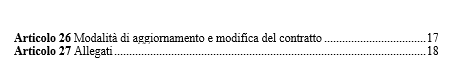 Articolo 26 Modalità di aggiornamento e modifica del contratto ..................................17
Articolo 27 Allegati.........................................................................................................18